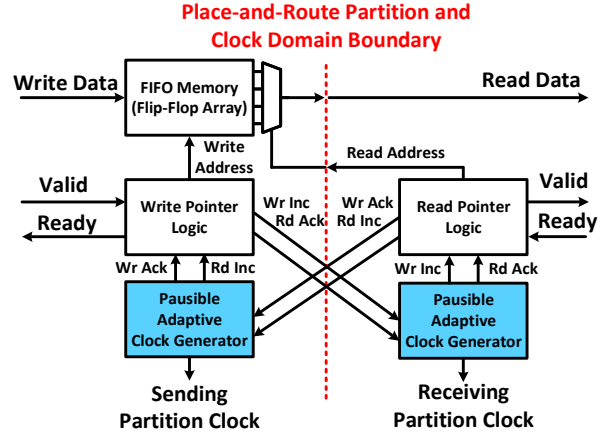 Place-and-Route Partition and
Clock Domain Boundary
Write Data
FIFO Memory
(Flip-Flop Array)
Read Data
Write
Address
Read Address
Valid
Ready
Write Pointer
Logic
Wr Inc
Rd Ack
Wr Ack
Rd Inc
Read Pointer
Logic
Valid
Ready
Wr Ack
Rd Inc
Wr Inc
Rd Ack
Pausible
Adaptive
Clock Generator
Pausible
Adaptive
Clock Generator
Sending
Partition Clock
Receiving
Partition Clock